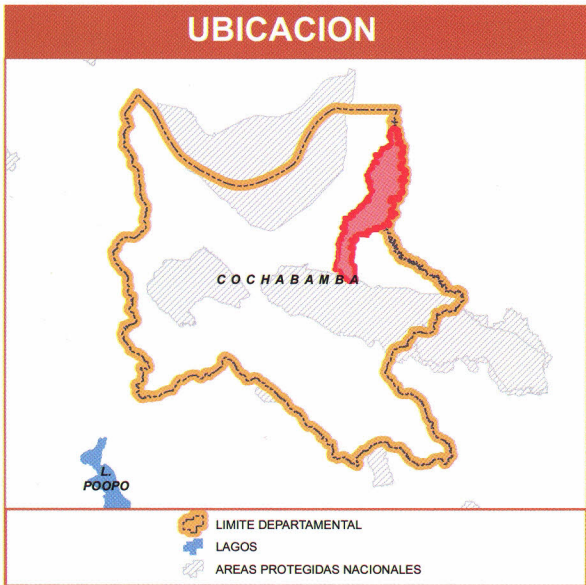 UBICACION
COCHABAMBA
L.
POOPO
LIMITE DEPARTAMENTAL
LAGOS
AREAS PROTEGIDAS NACIONALES